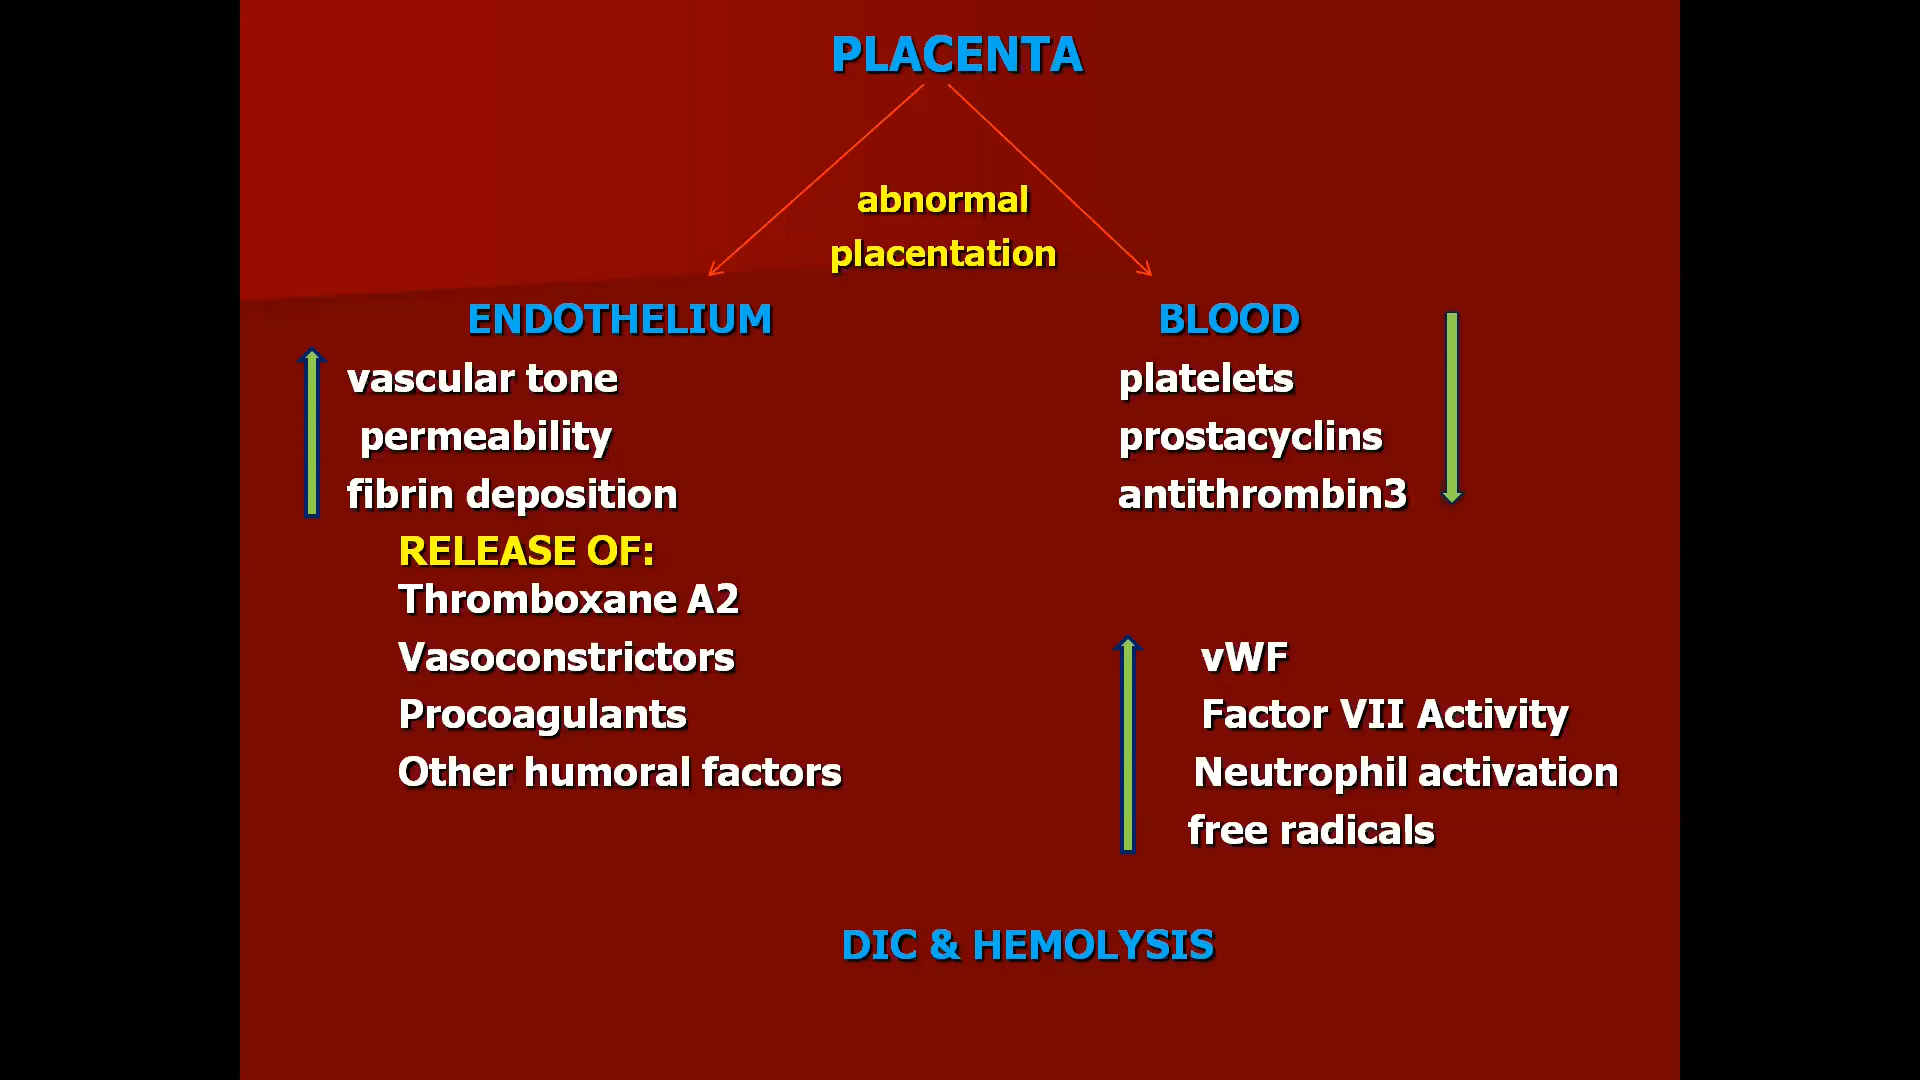 PLACENTA
abnormal
placentation
ENDOTHELIUM
vascular tone
permeability
fibrin deposition
RELEASE OF:
Thromboxane A2
Vasoconstrictors
Procoagulants
Other humoral factors
BLOOD
platelets
prostacyclins
antithrombin3
vWF
Factor VII Activity
Neutrophil activation
free radicals
DIC & HEMOLYSIS